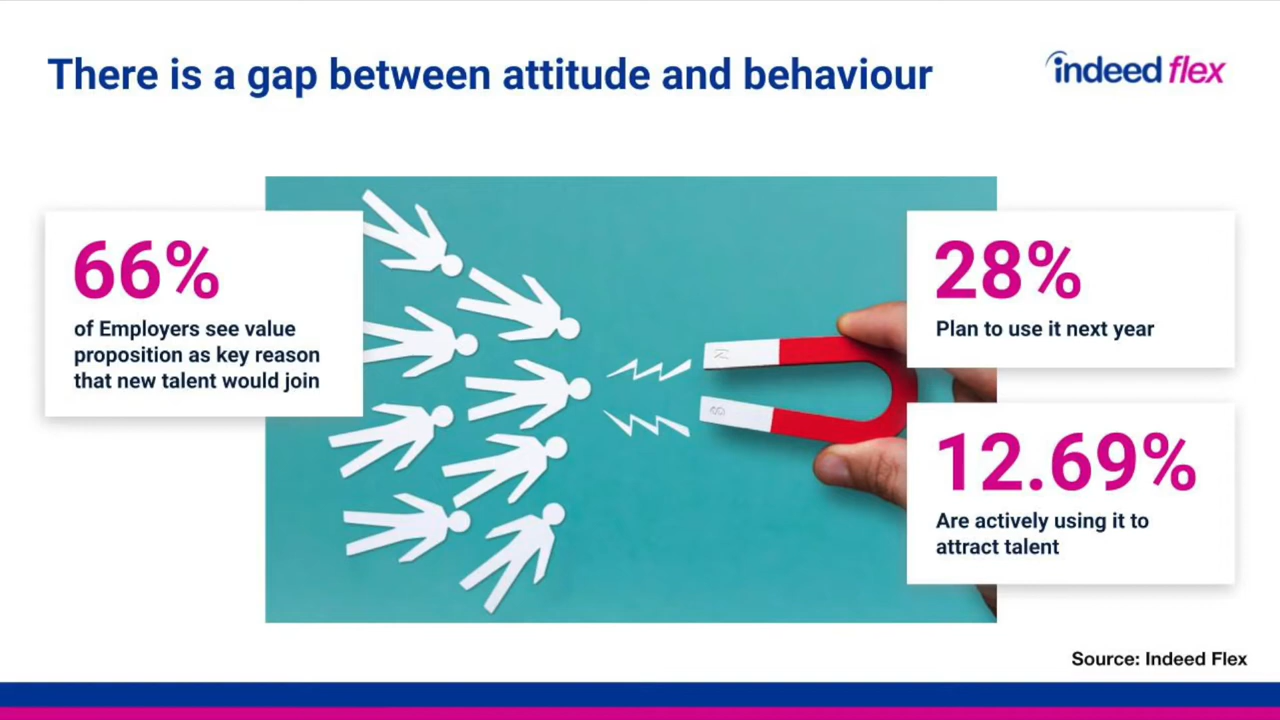 There is a gap between attitude and behaviour
indeed flex
66%
of Employers see value
proposition as key reason
that new talent would join
28%
Plan to use it next year
12.69%
Are actively using it to
attract talent
N
S
Source: Indeed Flex